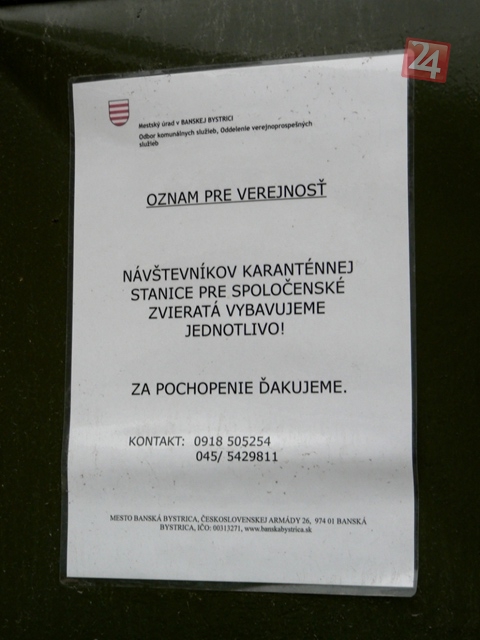 24
Mestský úrad v BANSKEJ BYSTRICI
Odbor komunálnych služieb, Oddelenie verejnoprospešných
služieb
OZNAM PRE VEREJNOSŤ
NÁVŠTEVNÍKOV KARANTÉNNEJ
STANICE PRE SPOLOČENSKÉ
ZVIERATÁ VYBAVUJEME
JEDNOTLIVO!
ZA POCHOPENIE ĎAKUJEME.
KONTAKT: 0918 505254
045/ 5429811
MESTO BANSKÁ BYSTRICA, ČESKOSLOVENSKEJ ARMÁDY 26, 974 01 BANSKÁ
BYSTRICA, IČO: 00313271, www.banskabystrica.sk